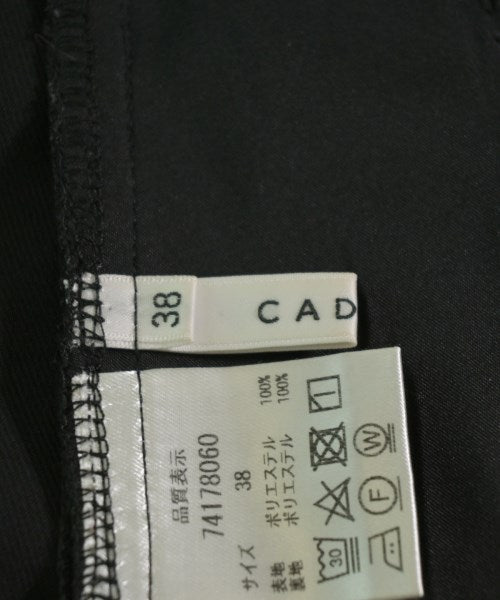 38
CAD
品質表示
74178060
サイズ 38
表地 ポリエステル 100%
裏地 ポリエステル 100%
30
F W